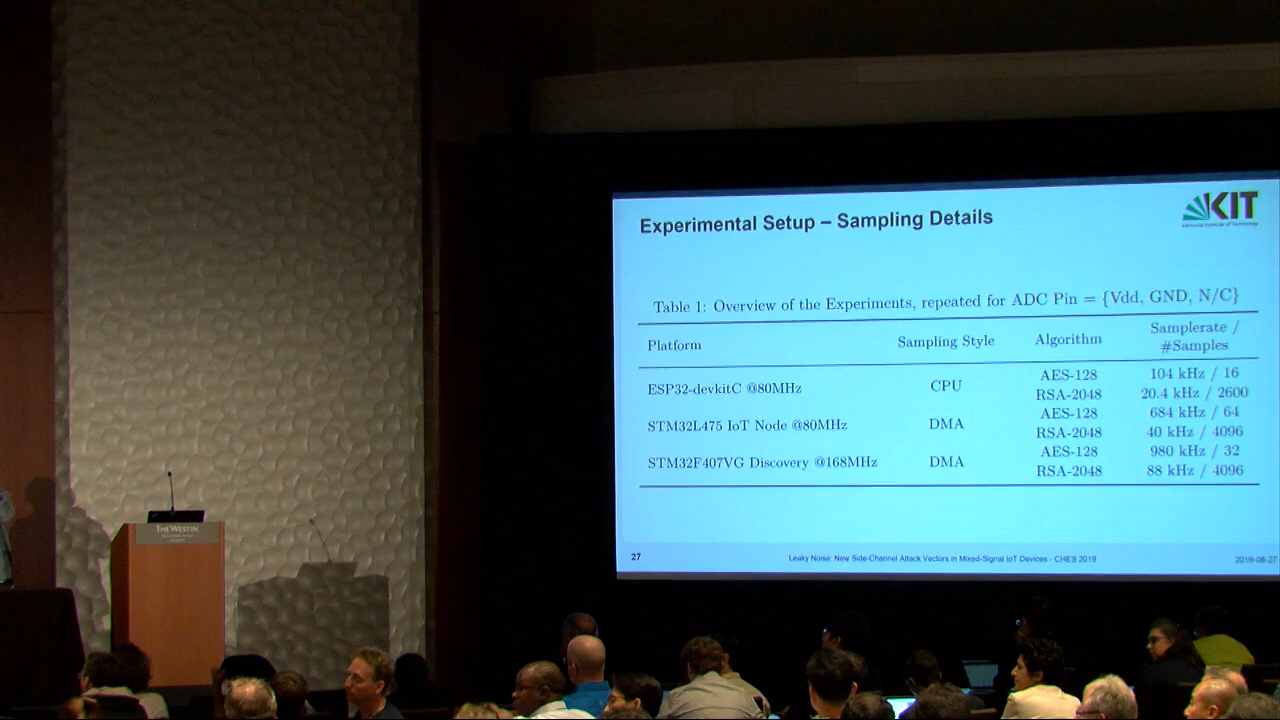 THE WESTIN
Experimental Setup – Sampling Details
KIT
Karlsruhe Institute of Technology
Table 1: Overview of the Experiments, repeated for ADC Pin = {Vdd, GND, N/C}
Platform Sampling Style Algorithm Samplerate / #Samples
ESP32-devkitC @80MHz CPU AES-128 104 kHz / 16
RSA-2048 20.4 kHz / 2600
STM32L475 IoT Node @80MHz DMA AES-128 684 kHz / 64
RSA-2048 40 kHz / 4096
STM32F407VG Discovery @168MHz DMA AES-128 980 kHz / 32
RSA-2048 88 kHz / 4096
27 Leaky Noise: New Side-Channel Attack Vectors in Mixed-Signal IoT Devices - CHES 2019 2019-08-27